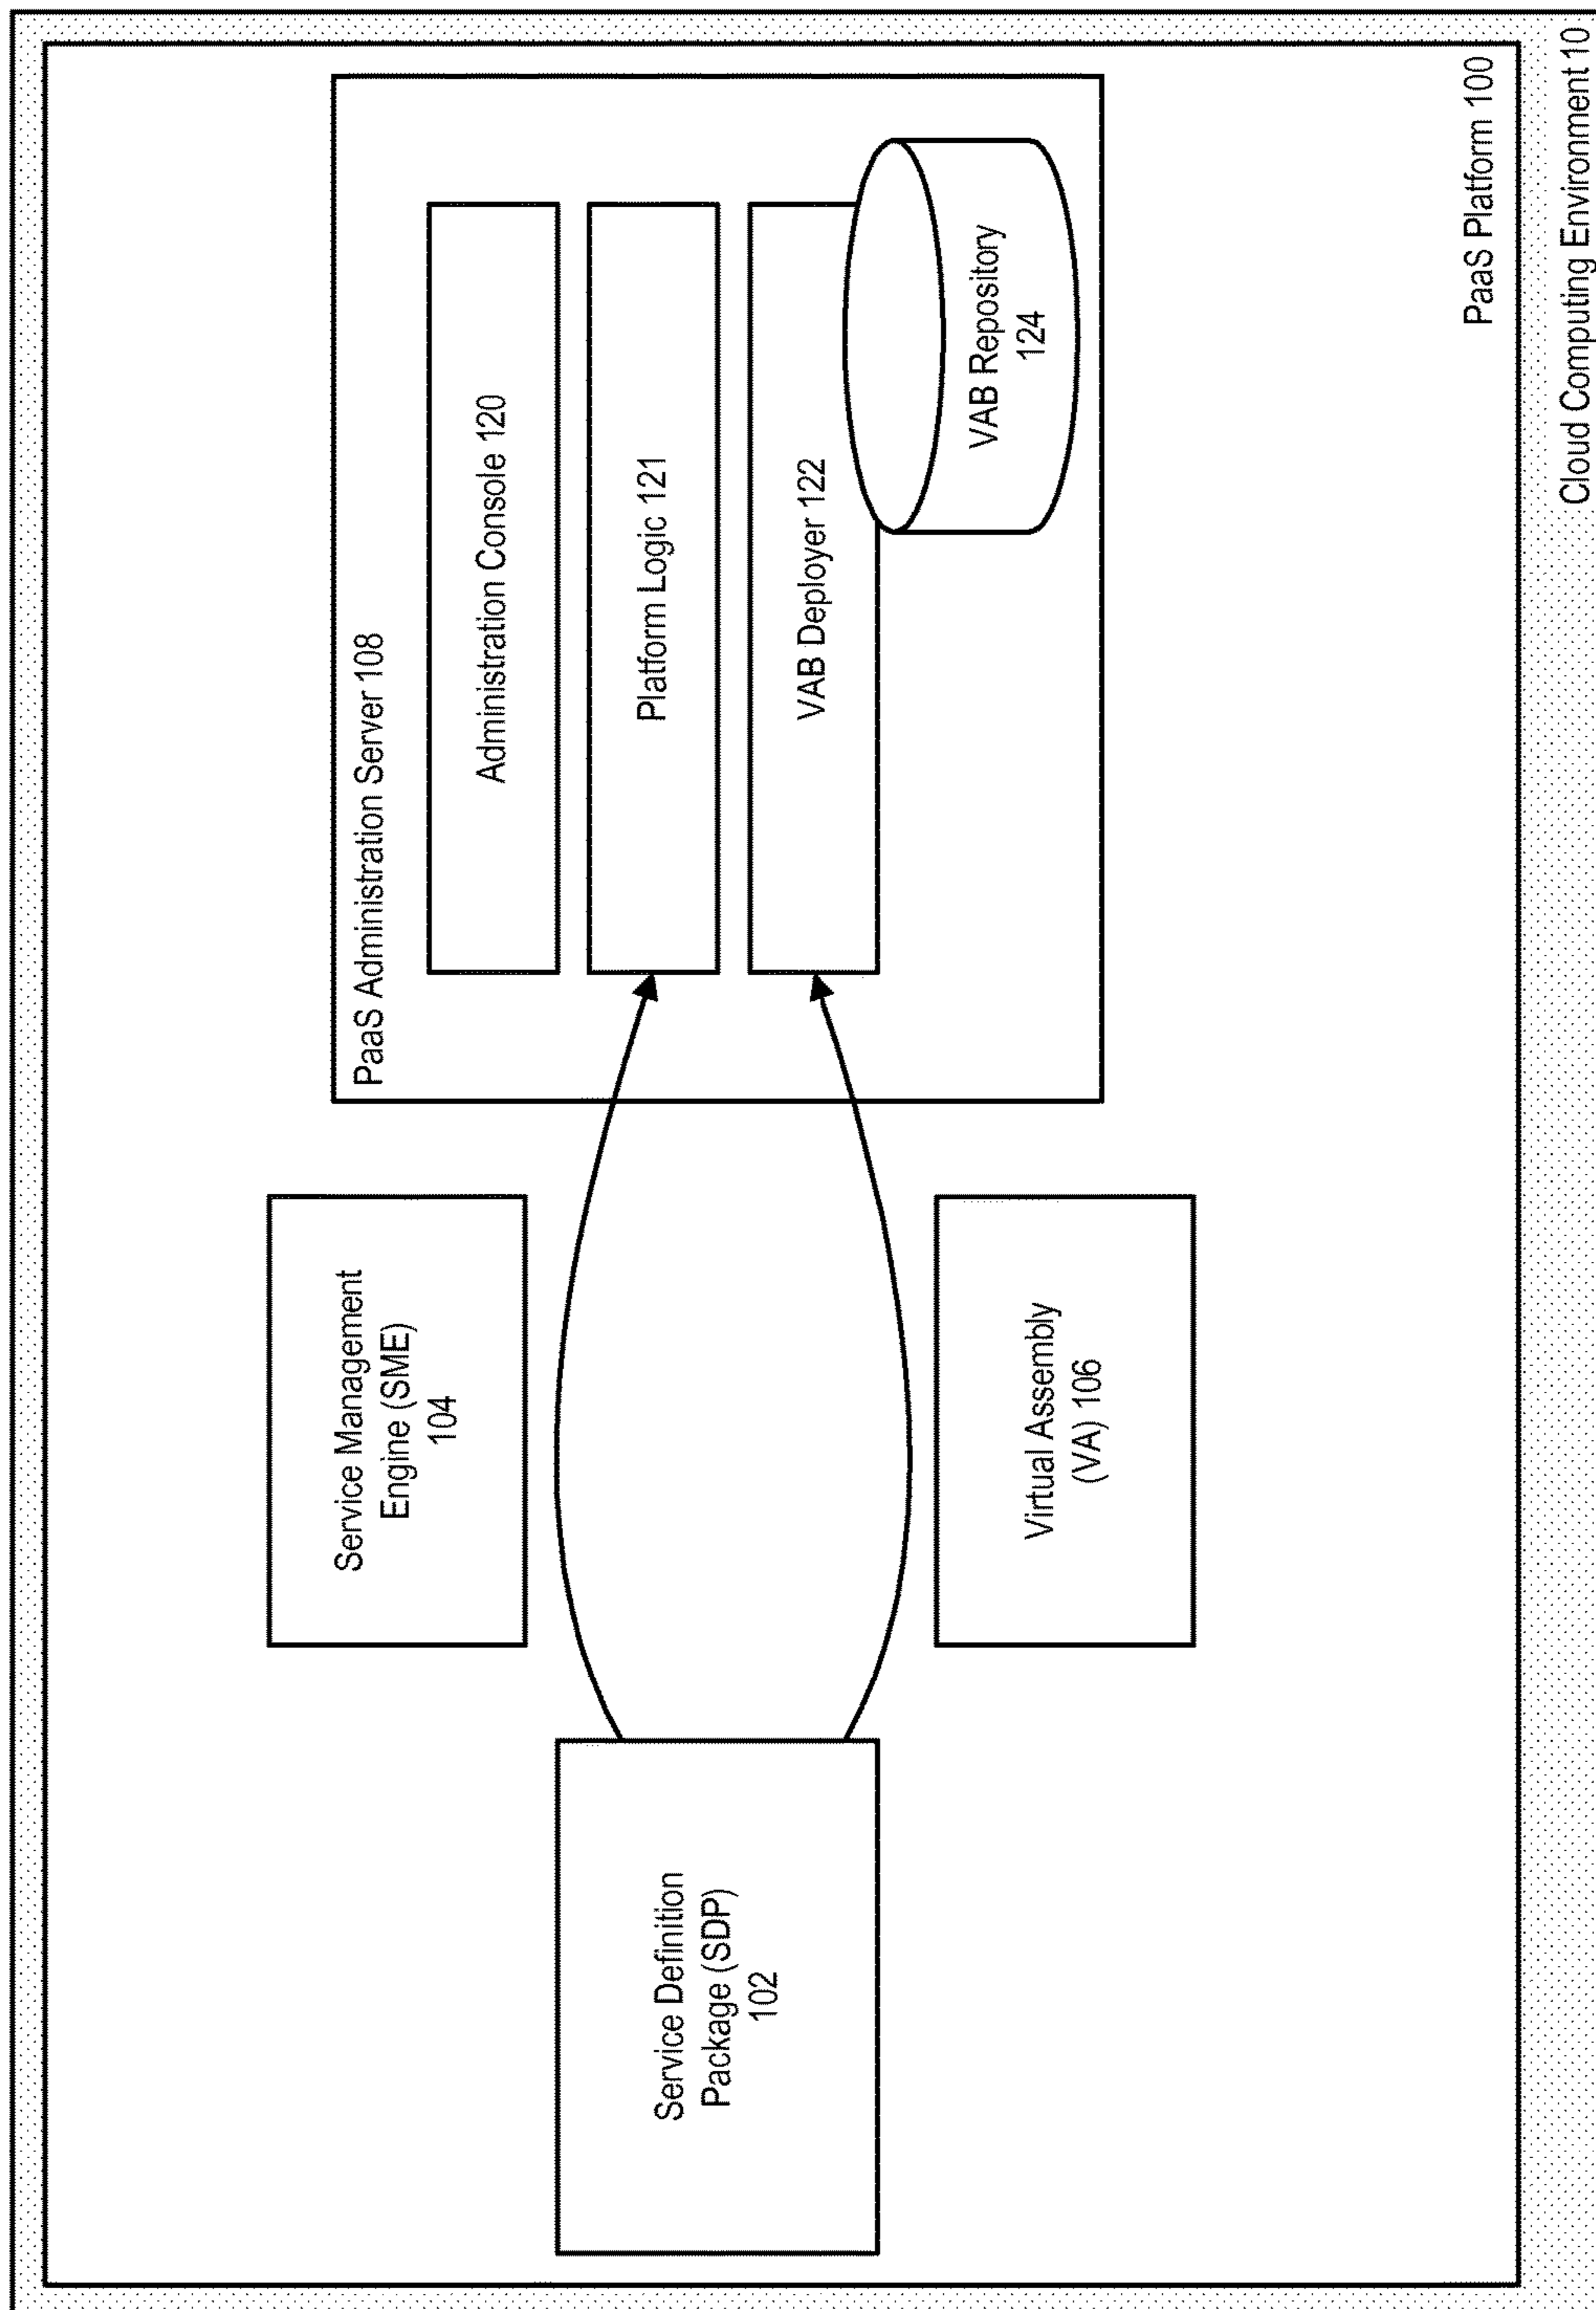 PaaS Administration Server 108
Administration Console 120
Platform Logic 121
VAB Deployer 122
VAB Repository
124
Service Management
Engine (SME)
104
Service Definition
Package (SDP)
102
Virtual Assembly
(VA) 106
PaaS Platform 100
Cloud Computing Environment 10